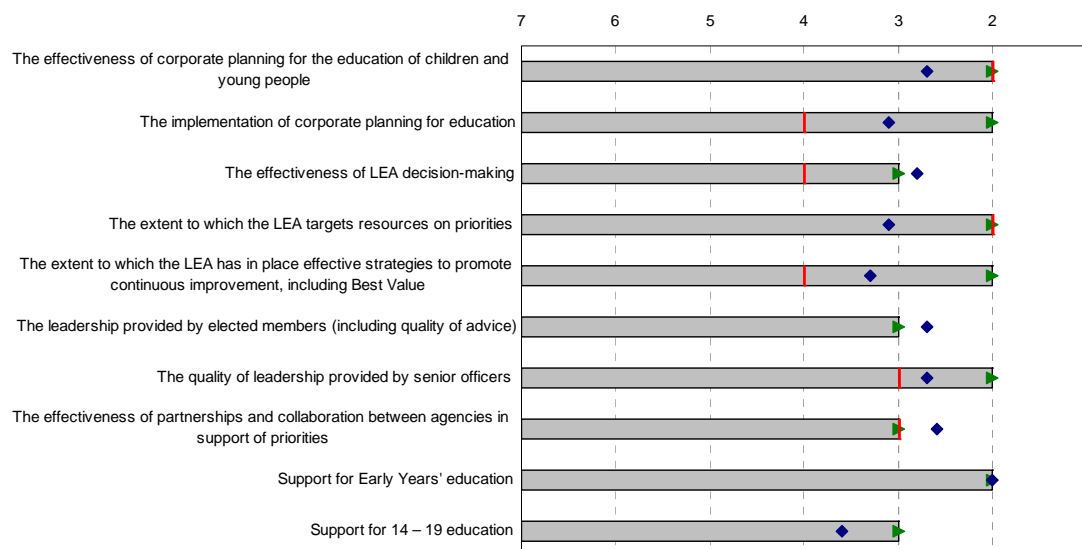 7 6 5 4 3 2
The effectiveness of corporate planning for the education of children and
young people
The implementation of corporate planning for education
The effectiveness of LEA decision-making
The extent to which the LEA targets resources on priorities
The extent to which the LEA has in place effective strategies to promote
continuous improvement, including Best Value
The leadership provided by elected members (including quality of advice)
The quality of leadership provided by senior officers
The effectiveness of partnerships and collaboration between agencies in
support of priorities
Support for Early Years' education
Support for 14 – 19 education